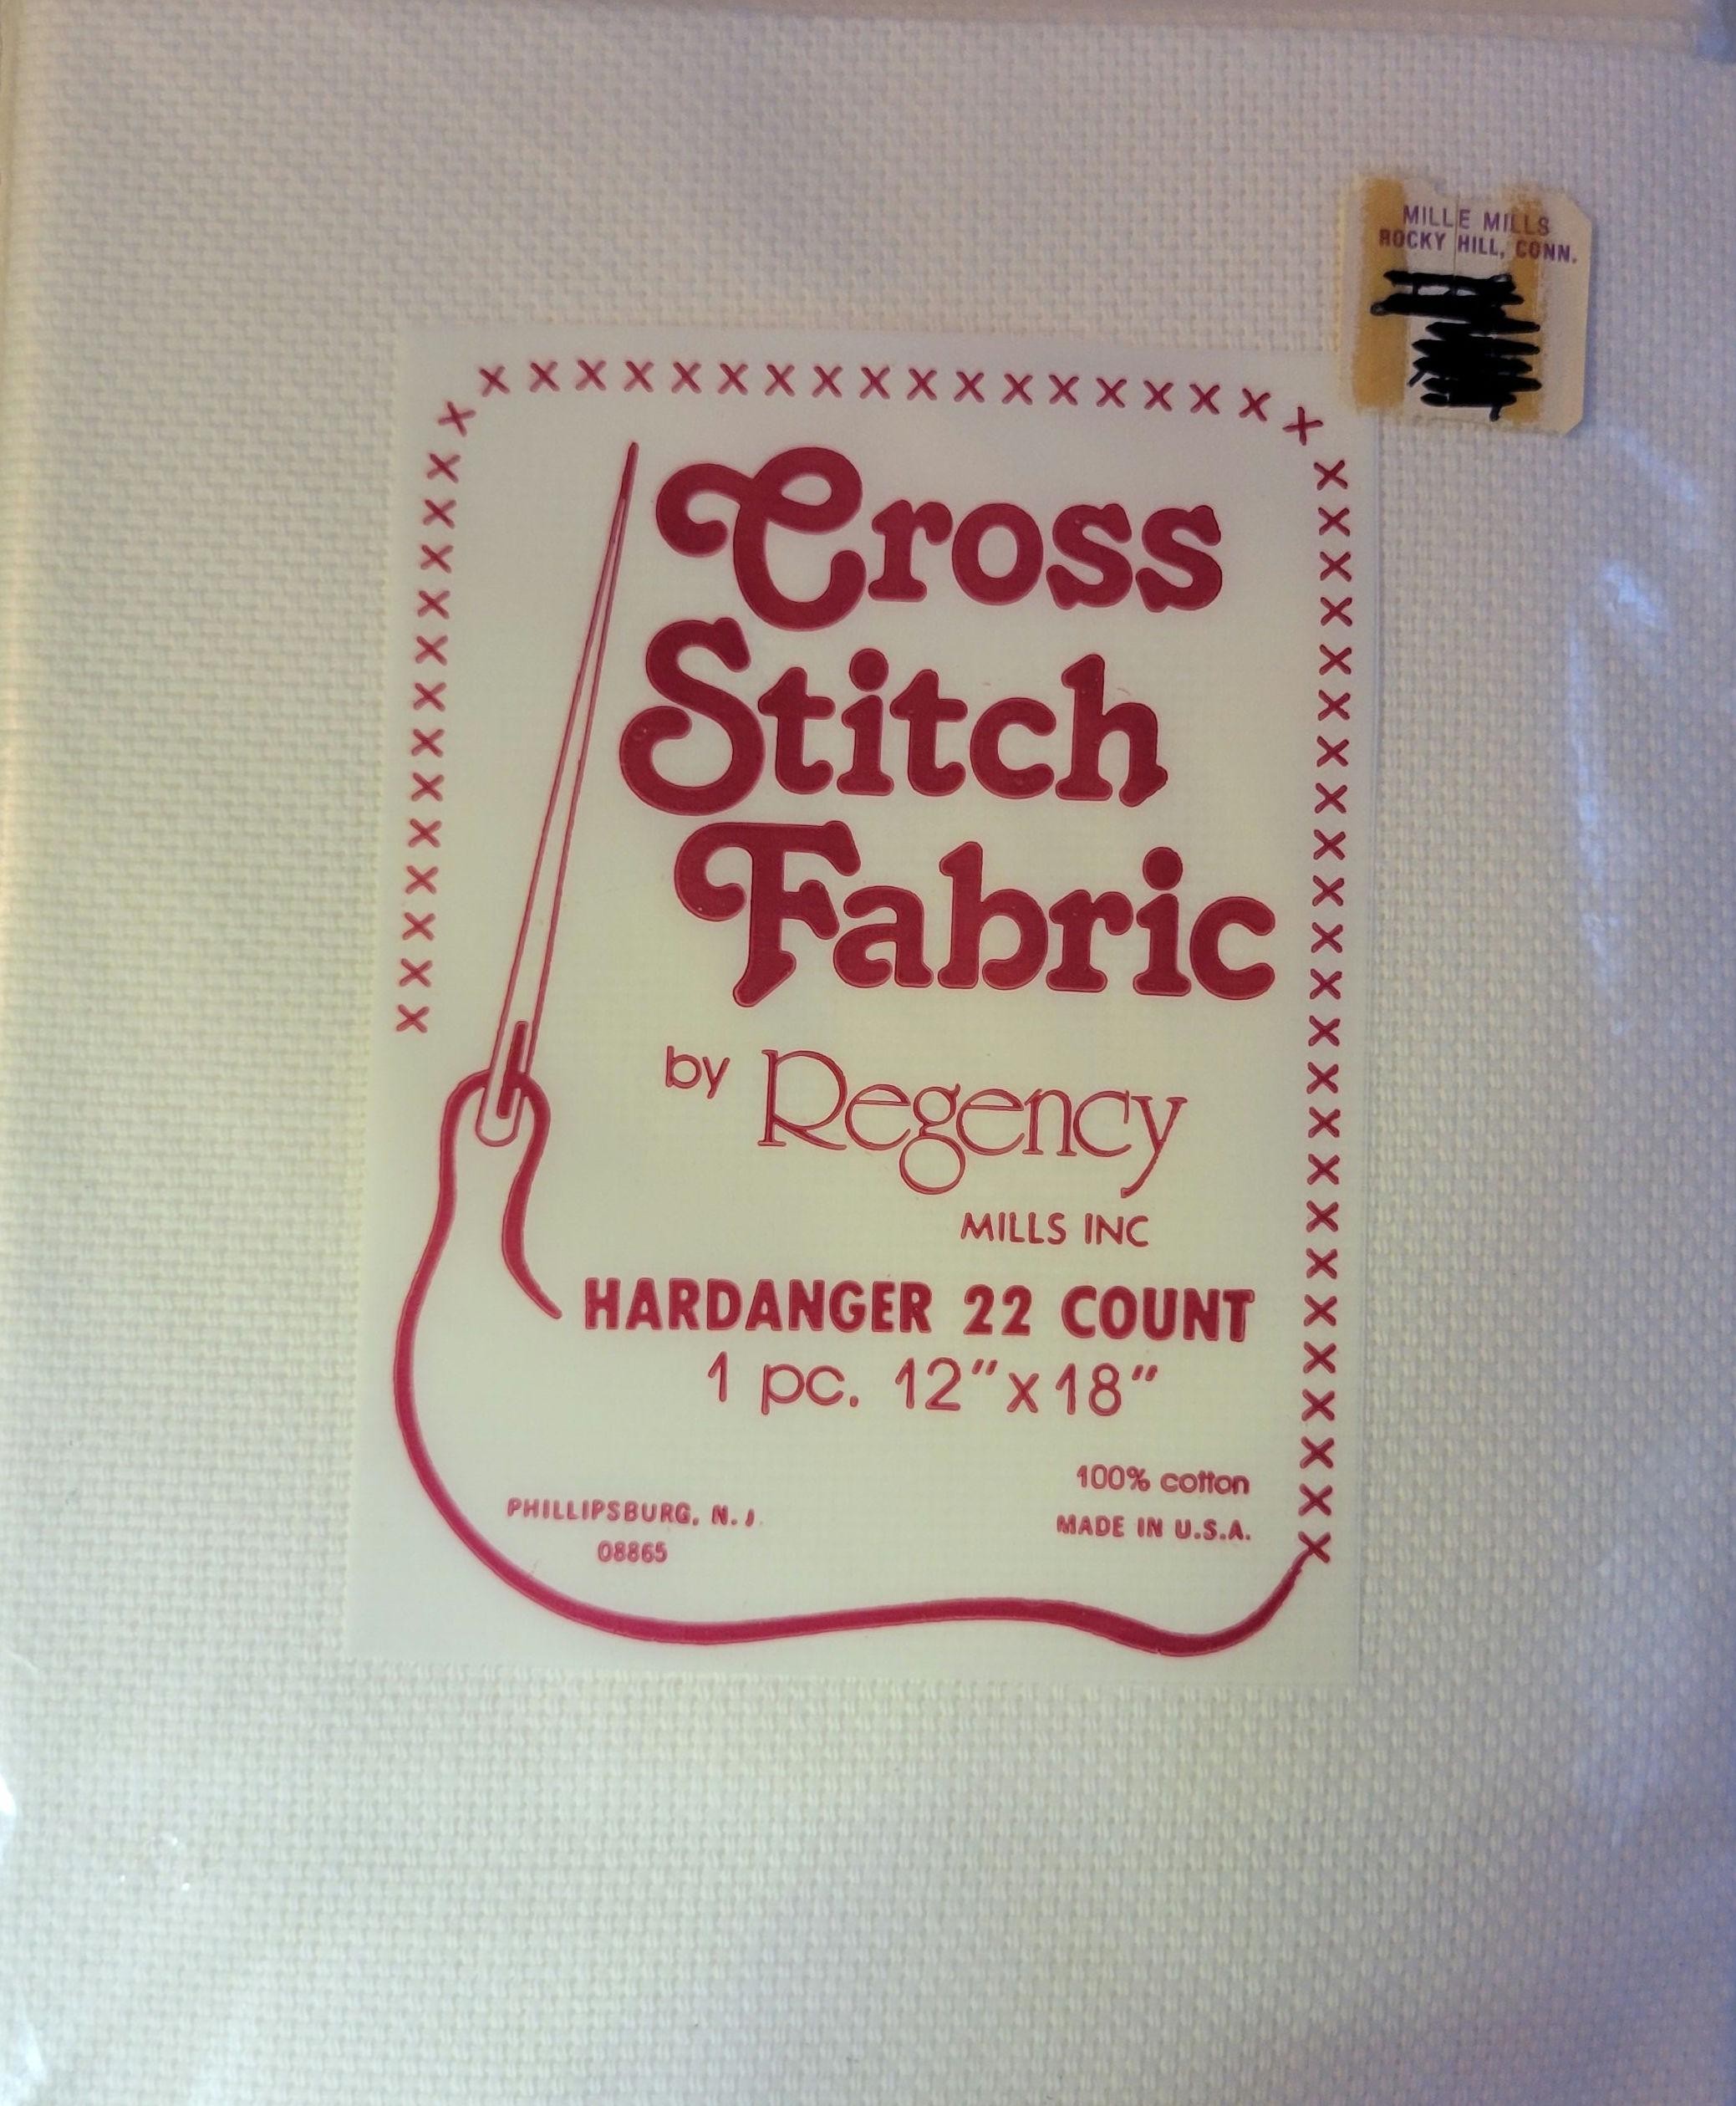 MILLE MILLS
ROCKY HILL, CONN.
Cross
Stitch
Fabric
by Regency
MILLS INC
HARDANGER 22 COUNT
1 pc. 12" x 18"
100% cotton
PHILLIPSBURG, N.J.
MADE IN U.S.A.
08865